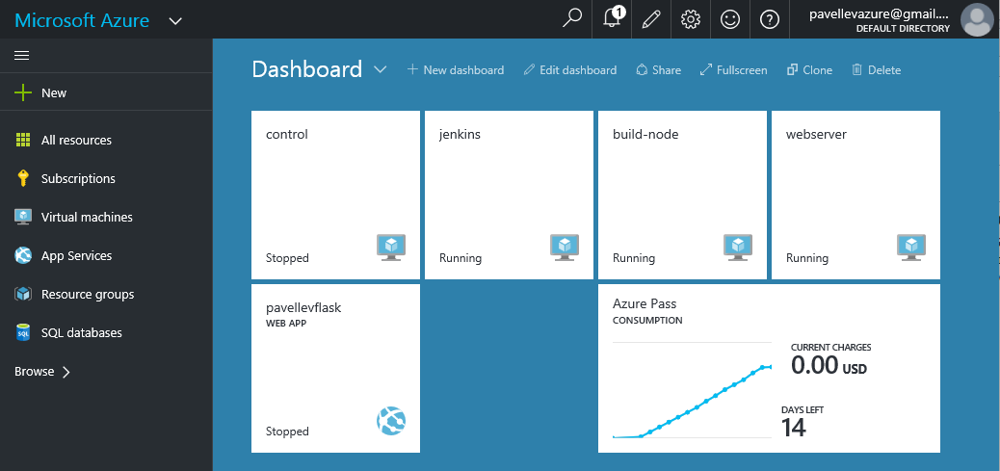 Microsoft Azure
1
pavellevazure@gmail....
DEFAULT DIRECTORY
New
All resources
Subscriptions
Virtual machines
App Services
Resource groups
SQL
SQL databases
Browse
Dashboard
New dashboard
Edit dashboard
Share
Fullscreen
Clone
Delete
control
Stopped
jenkins
Running
build-node
Running
webserver
Running
pavellevflask
WEB APP
Stopped
Azure Pass
CONSUMPTION
CURRENT CHARGES
0.00 USD
DAYS LEFT
14